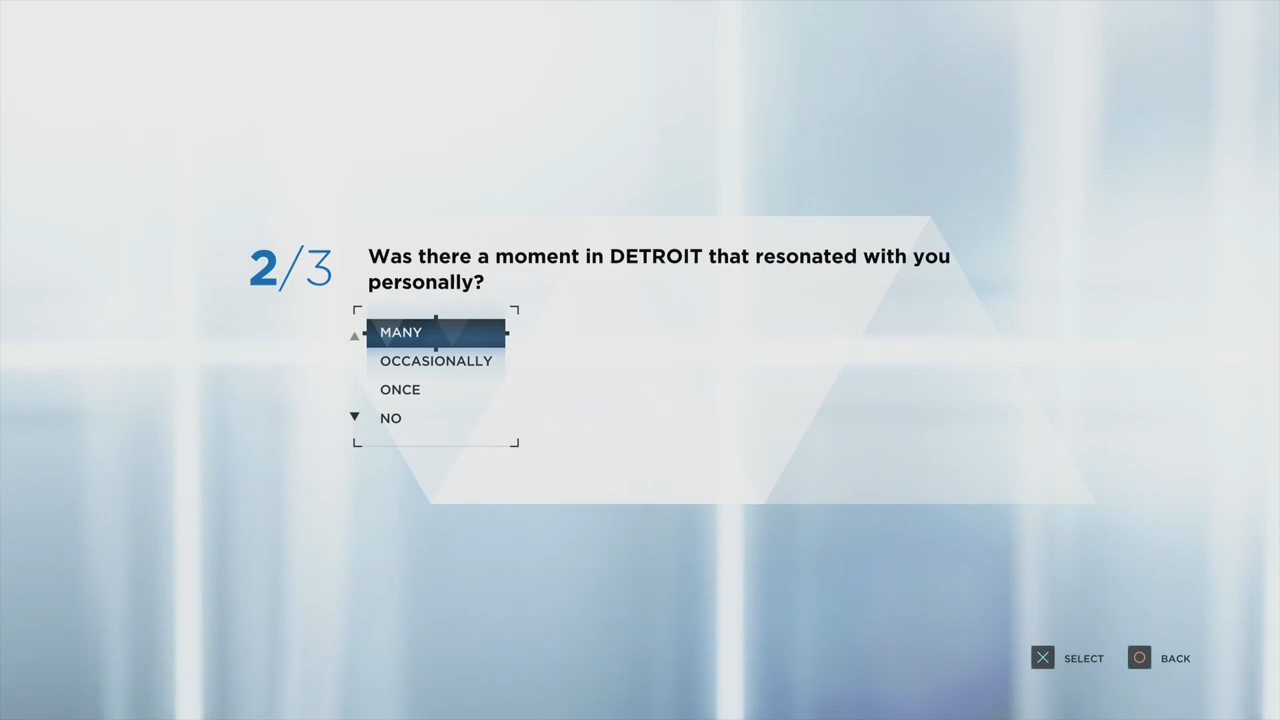 2/3
Was there a moment in DETROIT that resonated with you
personally?
MANY
OCCASIONALLY
ONCE
NO
SELECT
BACK